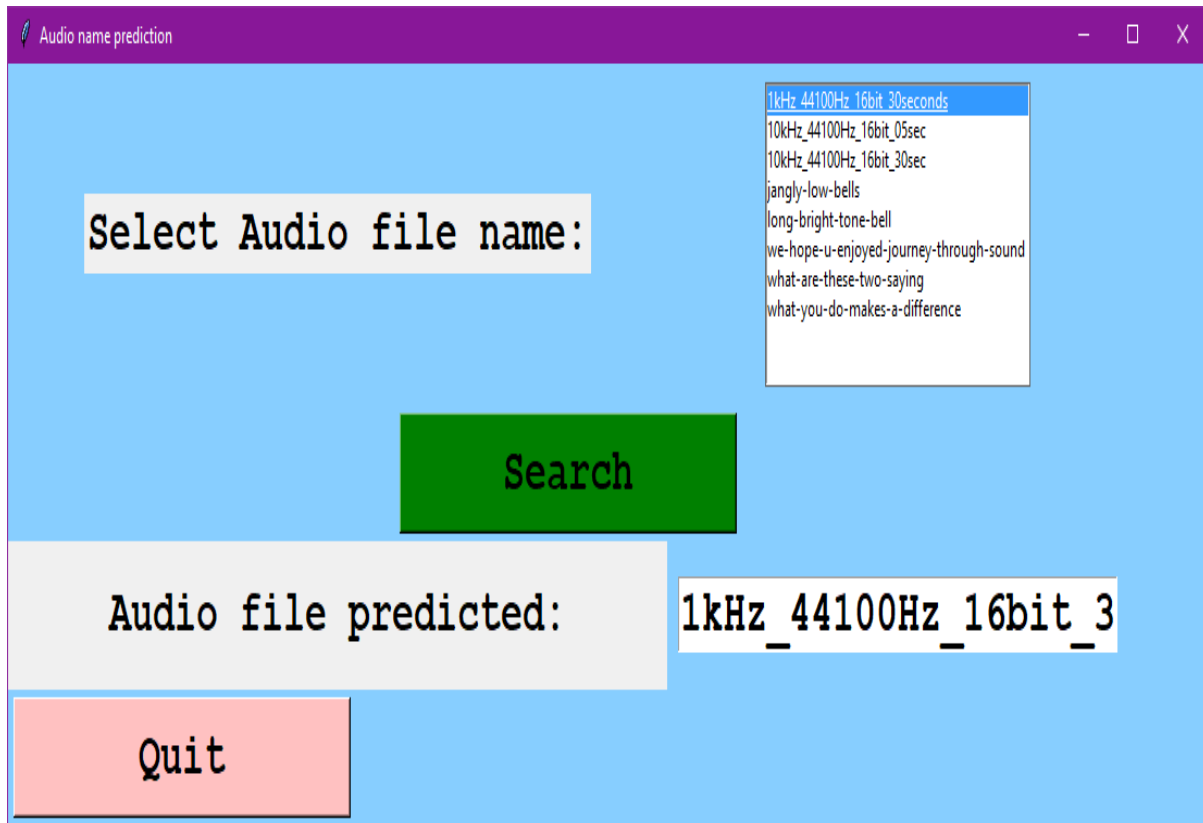 Audio name prediction
Select Audio file name:
1kHz_44100Hz_16bit_30seconds
10kHz_44100Hz_16bit_05sec
10kHz_44100Hz_16bit_30sec
jangly-low-bells
long-bright-tone-bell
we-hope-u-enjoyed-journey-through-sound
what-are-these-two-saying
what-you-do-makes-a-difference
Search
Audio file predicted:
1kHz_44100Hz_16bit_3
Quit